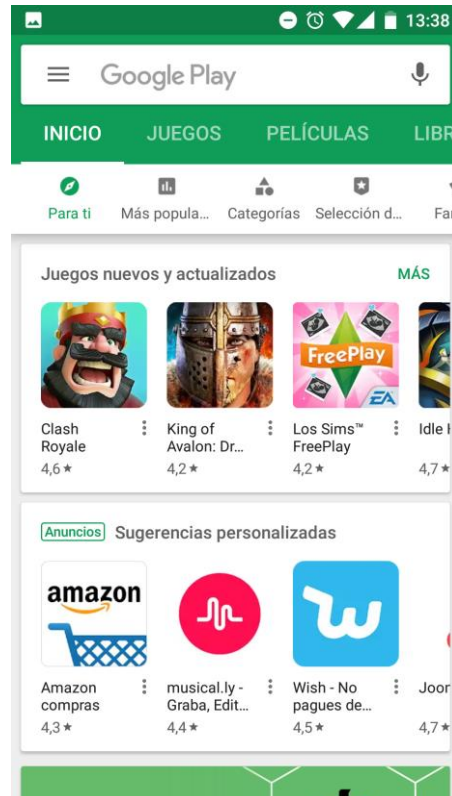 13:38
Google Play
INICIO JUEGOS PELÍCULAS LIBR
Para ti Más popula... Categorías Selección d... Fa
Juegos nuevos y actualizados MÁS
FreePlay
EA
Clash Royale
King of Avalon: Dr...
Los Sims™ FreePlay
Idle
4,6★ 4,2★ 4,2★ 4,7★
Anuncios Sugerencias personalizadas
amazon
w
Amazon compras
musical.ly - Graba, Edit...
Wish - No pagues de...
Joor
4,3★ 4,4★ 4,5★ 4,7★